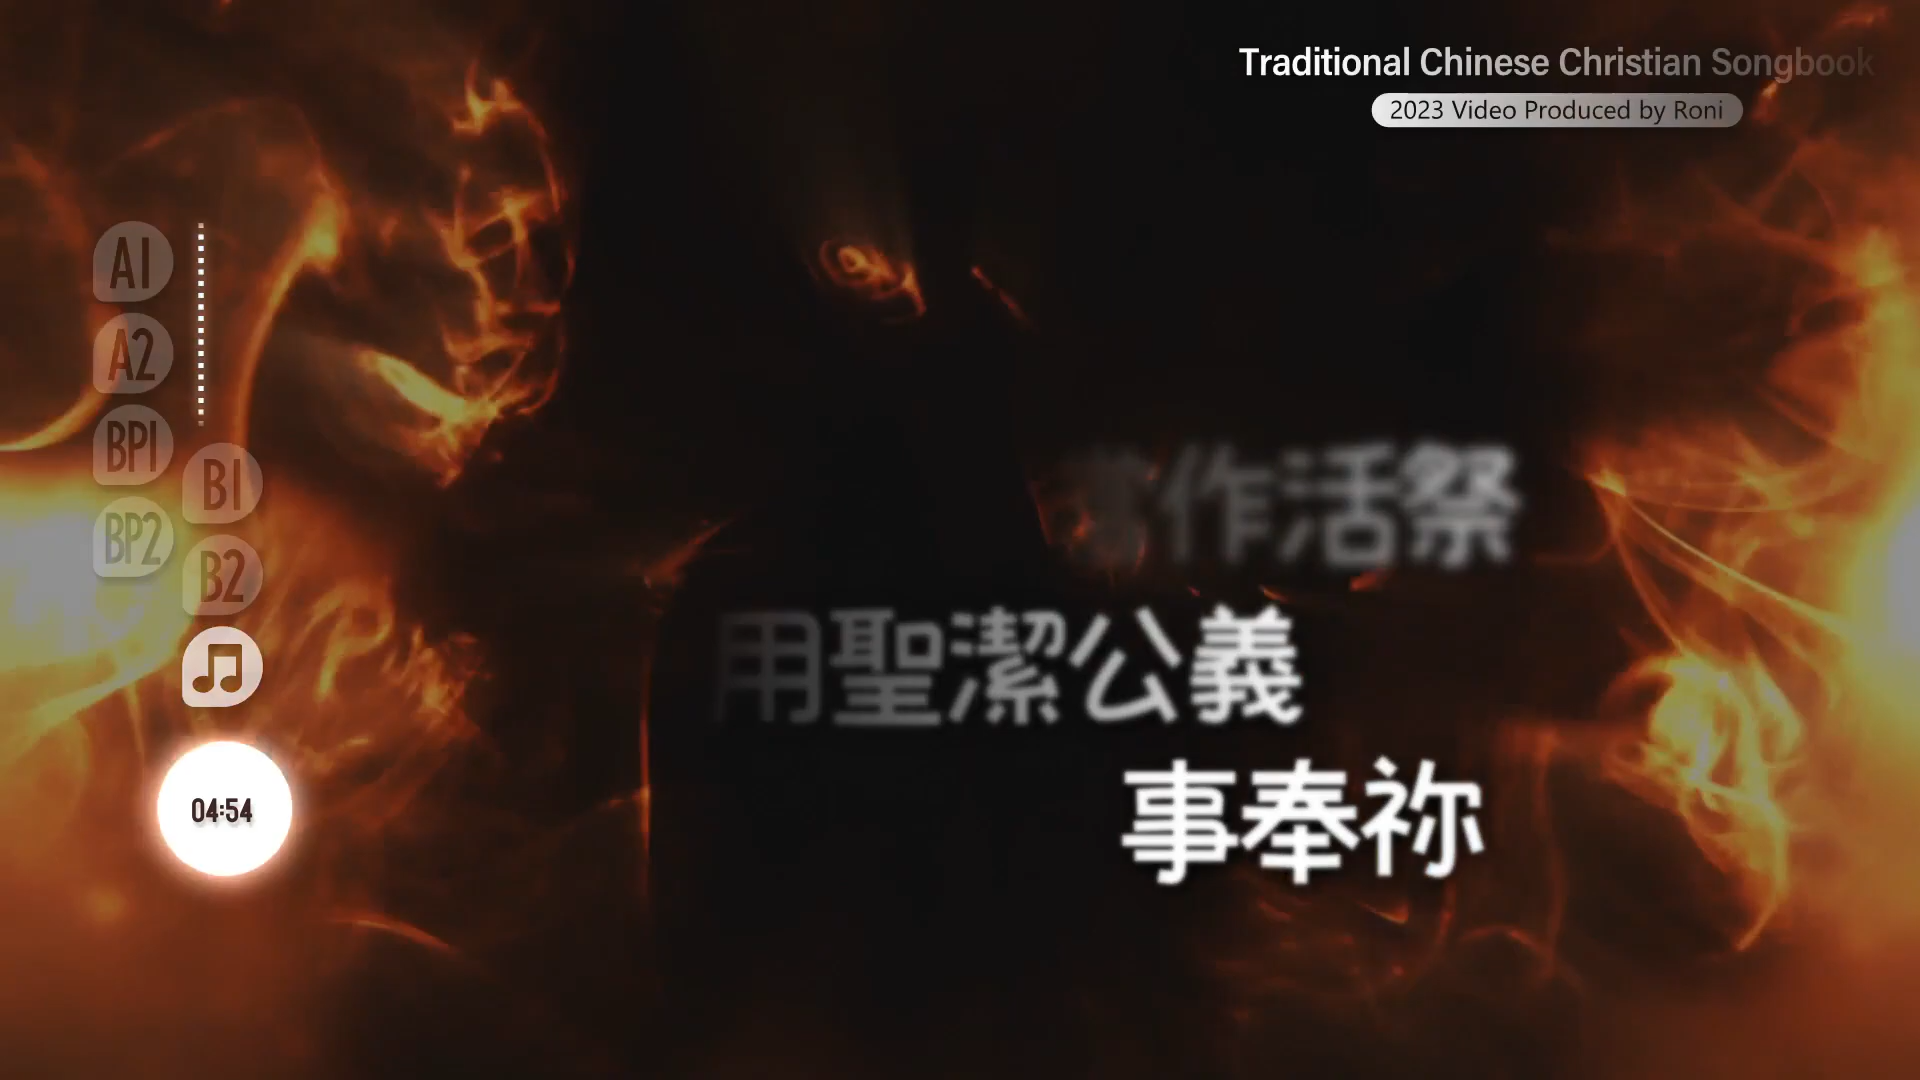 Traditional Chinese Christian Songbook
2023 Video Produced by Roni
A1
A2
BP1
BP2
B1
B2
04:54
作活祭
用聖潔公義
事奉祢